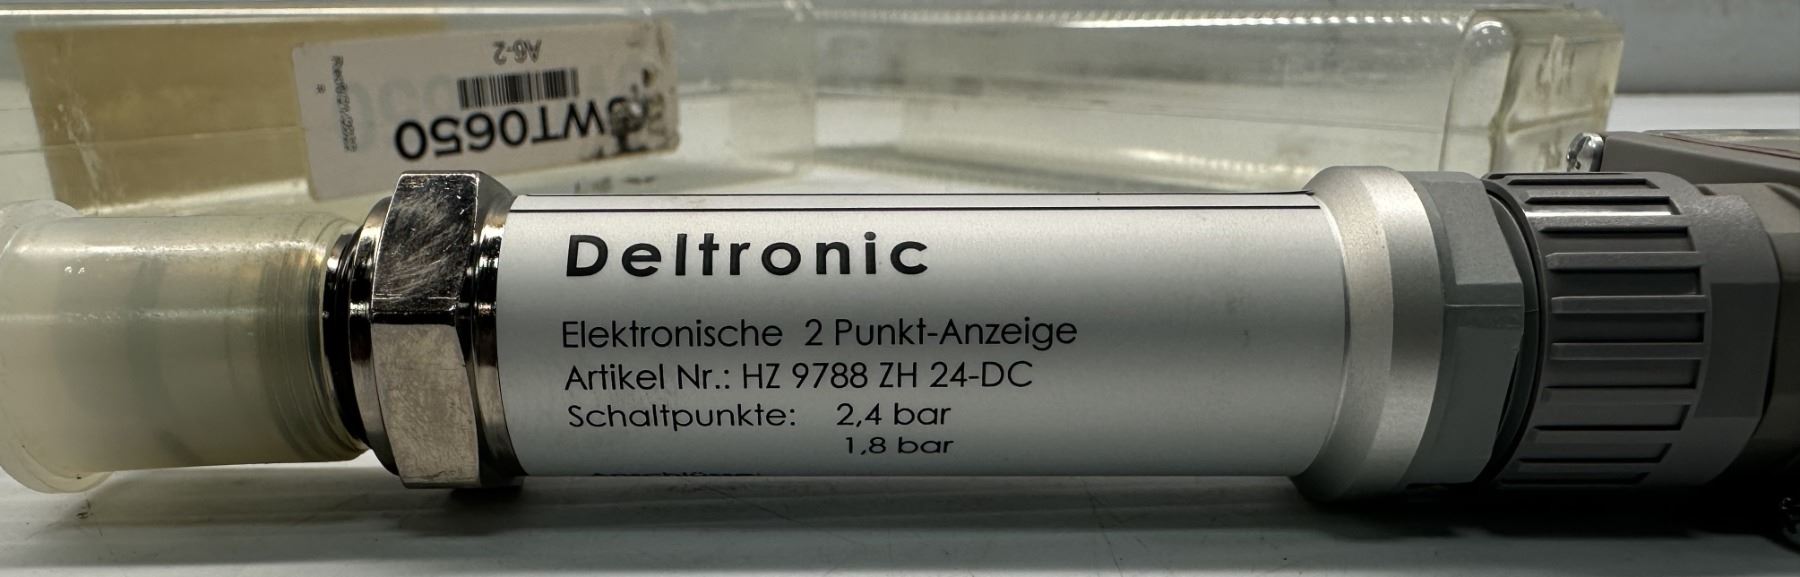 A6-2
WT0650
Deltronic
Elektronische 2 Punkt-Anzeige
Artikel Nr.: HZ 9788 ZH 24-DC
Schaltpunkte: 2,4 bar
1,8 bar